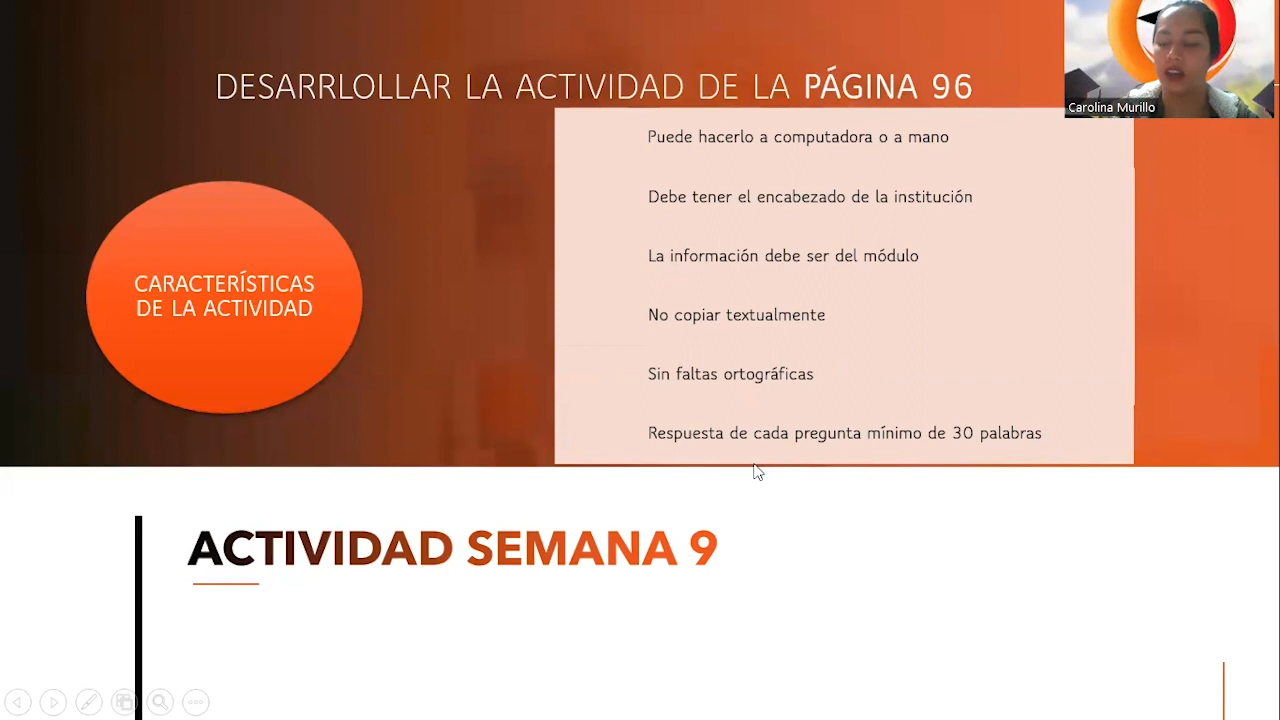 DESARRLOLLAR LA ACTIVIDAD DE LA PÁGINA 96
Carolina Murillo
Puede hacerlo a computadora o a mano
Debe tener el encabezado de la institución
CARACTERÍSTICAS
DE LA ACTIVIDAD
La información debe ser del módulo
No copiar textualmente
Sin faltas ortográficas
Respuesta de cada pregunta mínimo de 30 palabras
ACTIVIDAD SEMANA 9